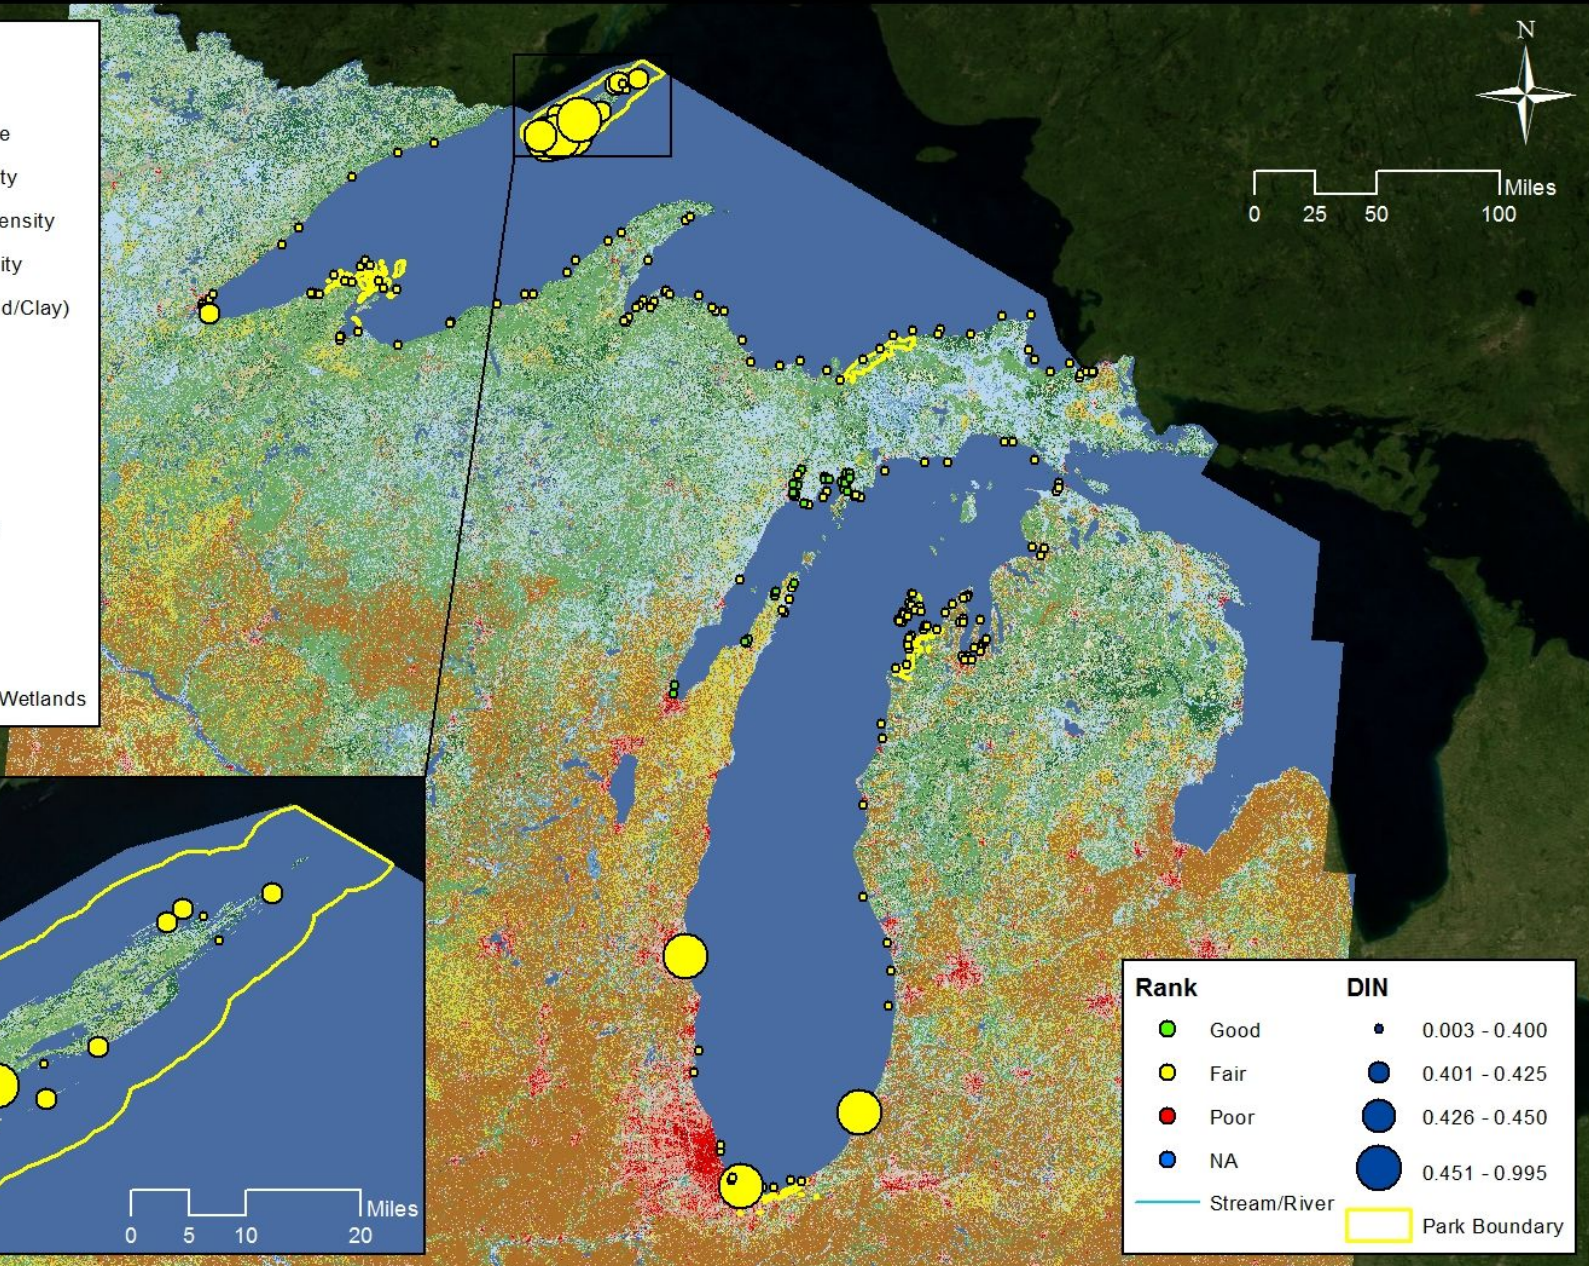 N
Miles
0 25 50 100
e
ty
ensity
ity
d/Clay)
Wetlands
Miles
0 5 10 20
Rank DIN
Good 0.003 - 0.400
Fair 0.401 - 0.425
Poor 0.426 - 0.450
NA 0.451 - 0.995
Stream/River
Park Boundary